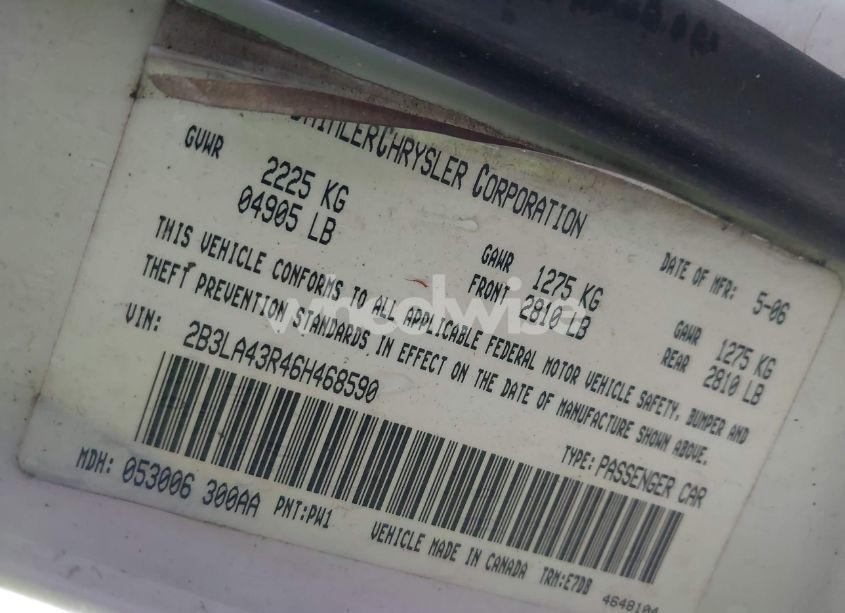 DAIMLERCHRYSLER CORPORATION
DATE OF MFR: 5-06
GVWR 2225 KG
04905 LB
GAWR FRONT 1275 KG
2810 LB
GAWR REAR 1275 KG
2810 LB
THIS VEHICLE CONFORMS TO ALL APPLICABLE FEDERAL MOTOR VEHICLE SAFETY, BUMPER AND
THEFT PREVENTION STANDARDS IN EFFECT ON THE DATE OF MANUFACTURE SHOWN ABOVE.
VIN: 2B3LA43R46H468590
TYPE: PASSENGER CAR
MDH: 053006 300AA
PNT:PW1
VEHICLE MADE IN CANADA
TRM:E7DB
4648104
wheelwise